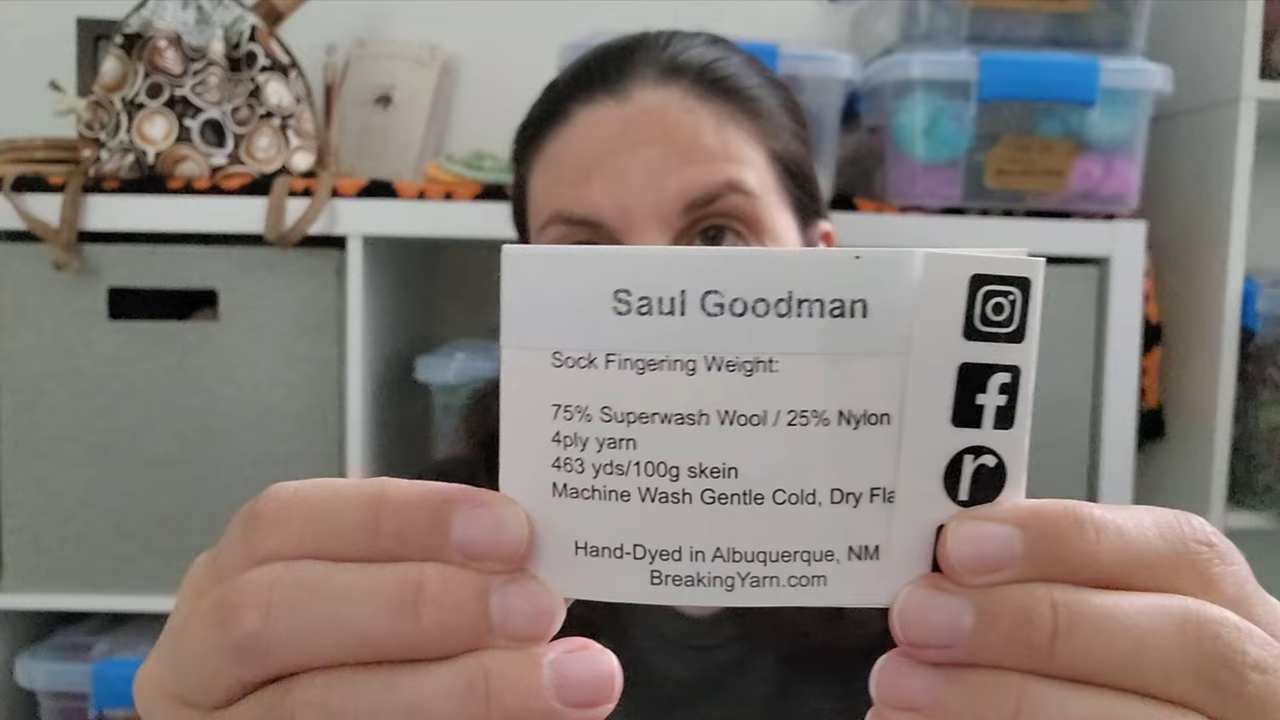 Saul Goodman
Sock Fingering Weight:
75% Superwash Wool / 25% Nylon
4ply yarn
463 yds/100g skein
Machine Wash Gentle Cold, Dry Fla
Hand-Dyed in Albuquerque, NM
BreakingYarn.com